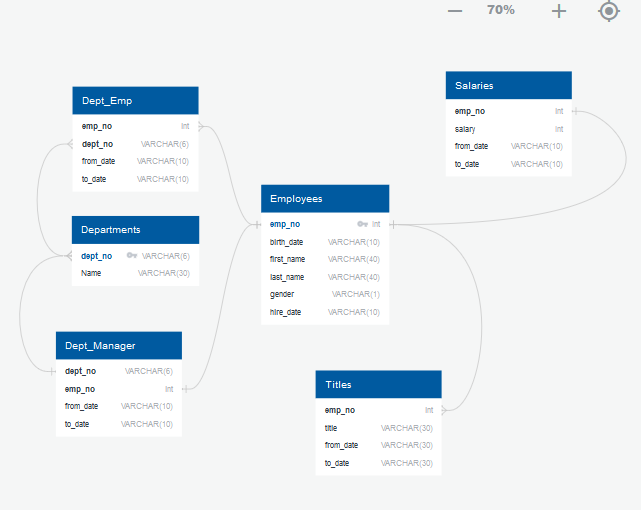 70%
Dept_Emp
emp_no int
dept_no VARCHAR(6)
from_date VARCHAR(10)
to_date VARCHAR(10)
Departments
dept_no VARCHAR(6)
Name VARCHAR(30)
Dept_Manager
dept_no VARCHAR(6)
emp_no int
from_date VARCHAR(10)
to_date VARCHAR(10)
Employees
emp_no int
birth_date VARCHAR(10)
first_name VARCHAR(40)
last_name VARCHAR(40)
gender VARCHAR(1)
hire_date VARCHAR(10)
Salaries
emp_no int
salary int
from_date VARCHAR(10)
to_date VARCHAR(10)
Titles
emp_no int
title VARCHAR(30)
from_date VARCHAR(30)
to_date VARCHAR(30)